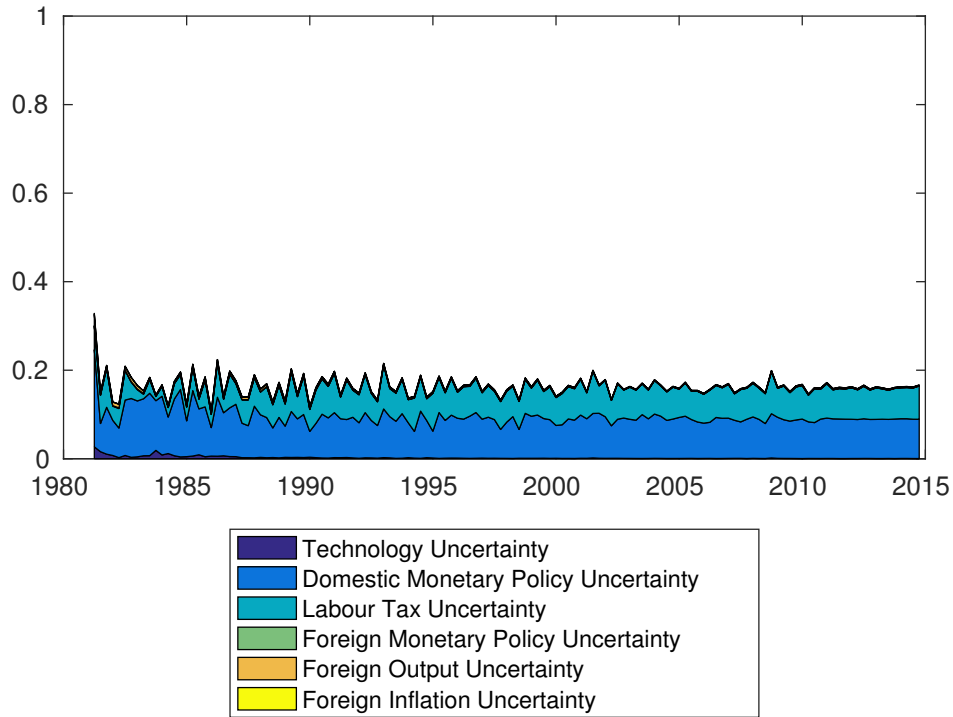 1
0.8
0.6
0.4
0.2
0
1980 1985 1990 1995 2000 2005 2010 2015
Technology Uncertainty
Domestic Monetary Policy Uncertainty
Labour Tax Uncertainty
Foreign Monetary Policy Uncertainty
Foreign Output Uncertainty
Foreign Inflation Uncertainty